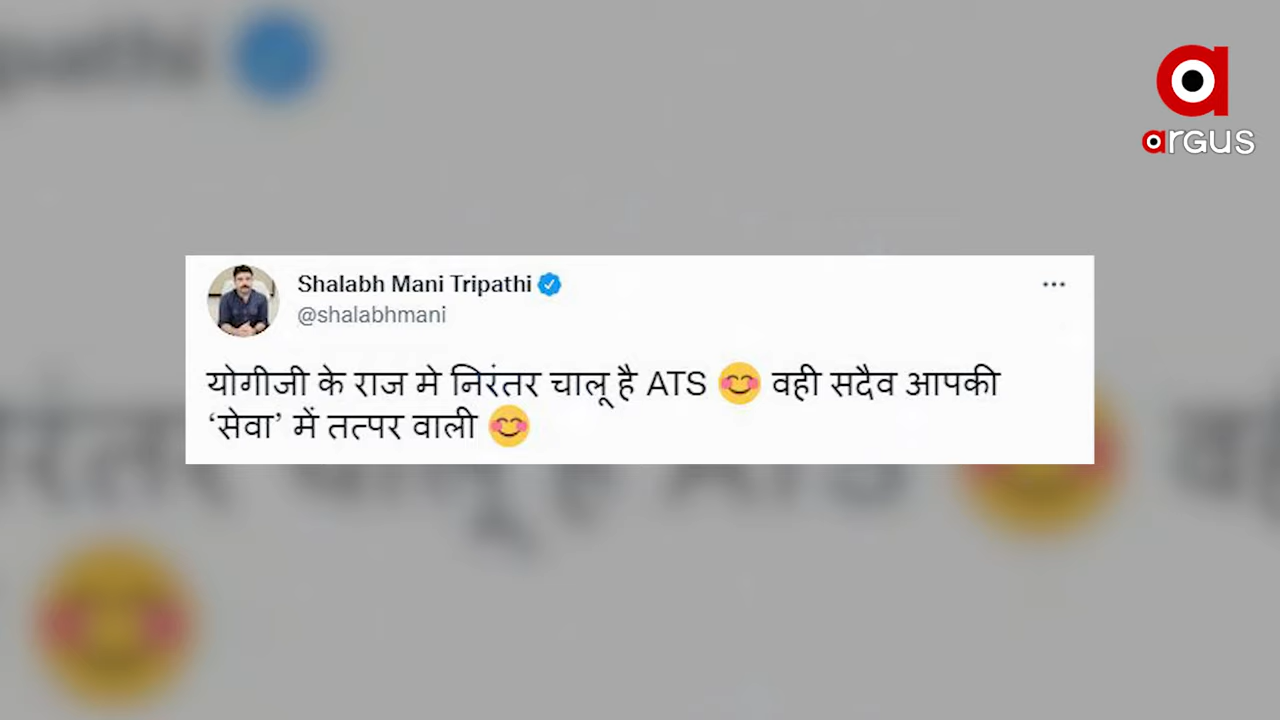 argus
Shalabh Mani Tripathi
@shalabhmani
योगीजी के राज मे निरंतर चालू है ATS 😊 वही सदैव आपकी
‘सेवा’ में तत्पर वाली 😊